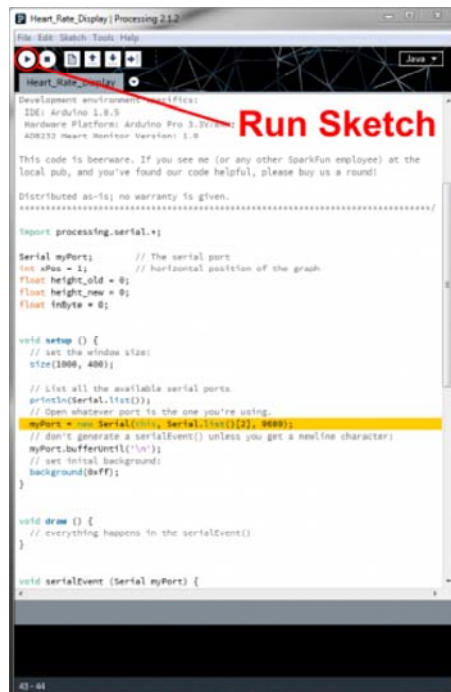 Heart_Rate_Display | Processing 2.1.2
File Edit Sketch Tools Help
Java
Heart_Rate_Display
Run Sketch
Development environment specifics:
IDE: Arduino 1.0.5
Hardware Platform: Arduino Pro 3.3V/8MHz
AD8232 Heart Monitor Version: 1.0
This code is beerware. If you see me (or any other SparkFun employee) at the
local pub, and you've found our code helpful, please buy us a round!
Distributed as-is; no warranty is given.
******************************************************************************/
import processing.serial.*;
Serial myPort; // The serial port
int xPos = 1; // horizontal position of the graph
float height_old = 0;
float height_new = 0;
float inByte = 0;
void setup () {
// set the window size:
size(1000, 400);
// List all the available serial ports
println(Serial.list());
// Open whatever port is the one you're using.
myPort = new Serial(this, Serial.list()[2], 9600);
// don't generate a serialEvent() unless you get a newline character:
myPort.bufferUntil('\n');
// set inital background:
background(0xff);
}
void draw () {
// everything happens in the serialEvent()
}
void serialEvent (Serial myPort) {
43 - 44